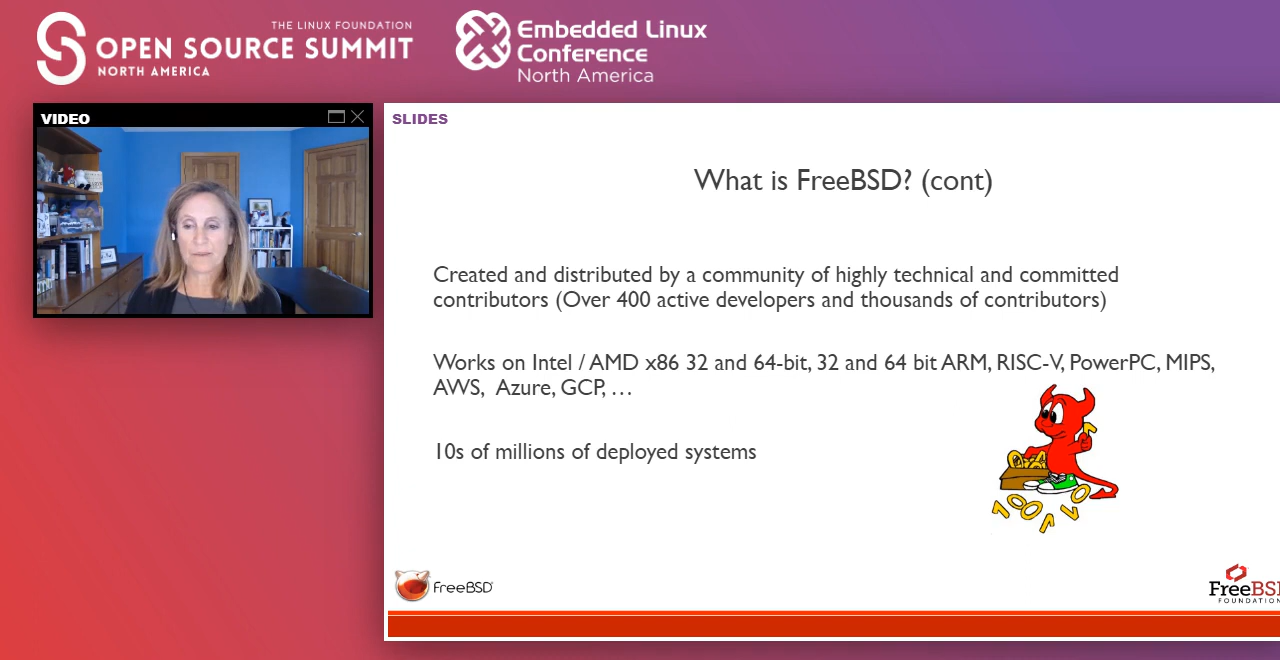 THE LINUX FOUNDATION
OPEN SOURCE SUMMIT
NORTH AMERICA
Embedded Linux
Conference
North America
VIDEO
SLIDES
What is FreeBSD? (cont)
Created and distributed by a community of highly technical and committed
contributors (Over 400 active developers and thousands of contributors)
Works on Intel / AMD x86 32 and 64-bit, 32 and 64 bit ARM, RISC-V, PowerPC, MIPS,
AWS, Azure, GCP, …
10s of millions of deployed systems
FreeBSD
FreeBSD
FOUNDATION